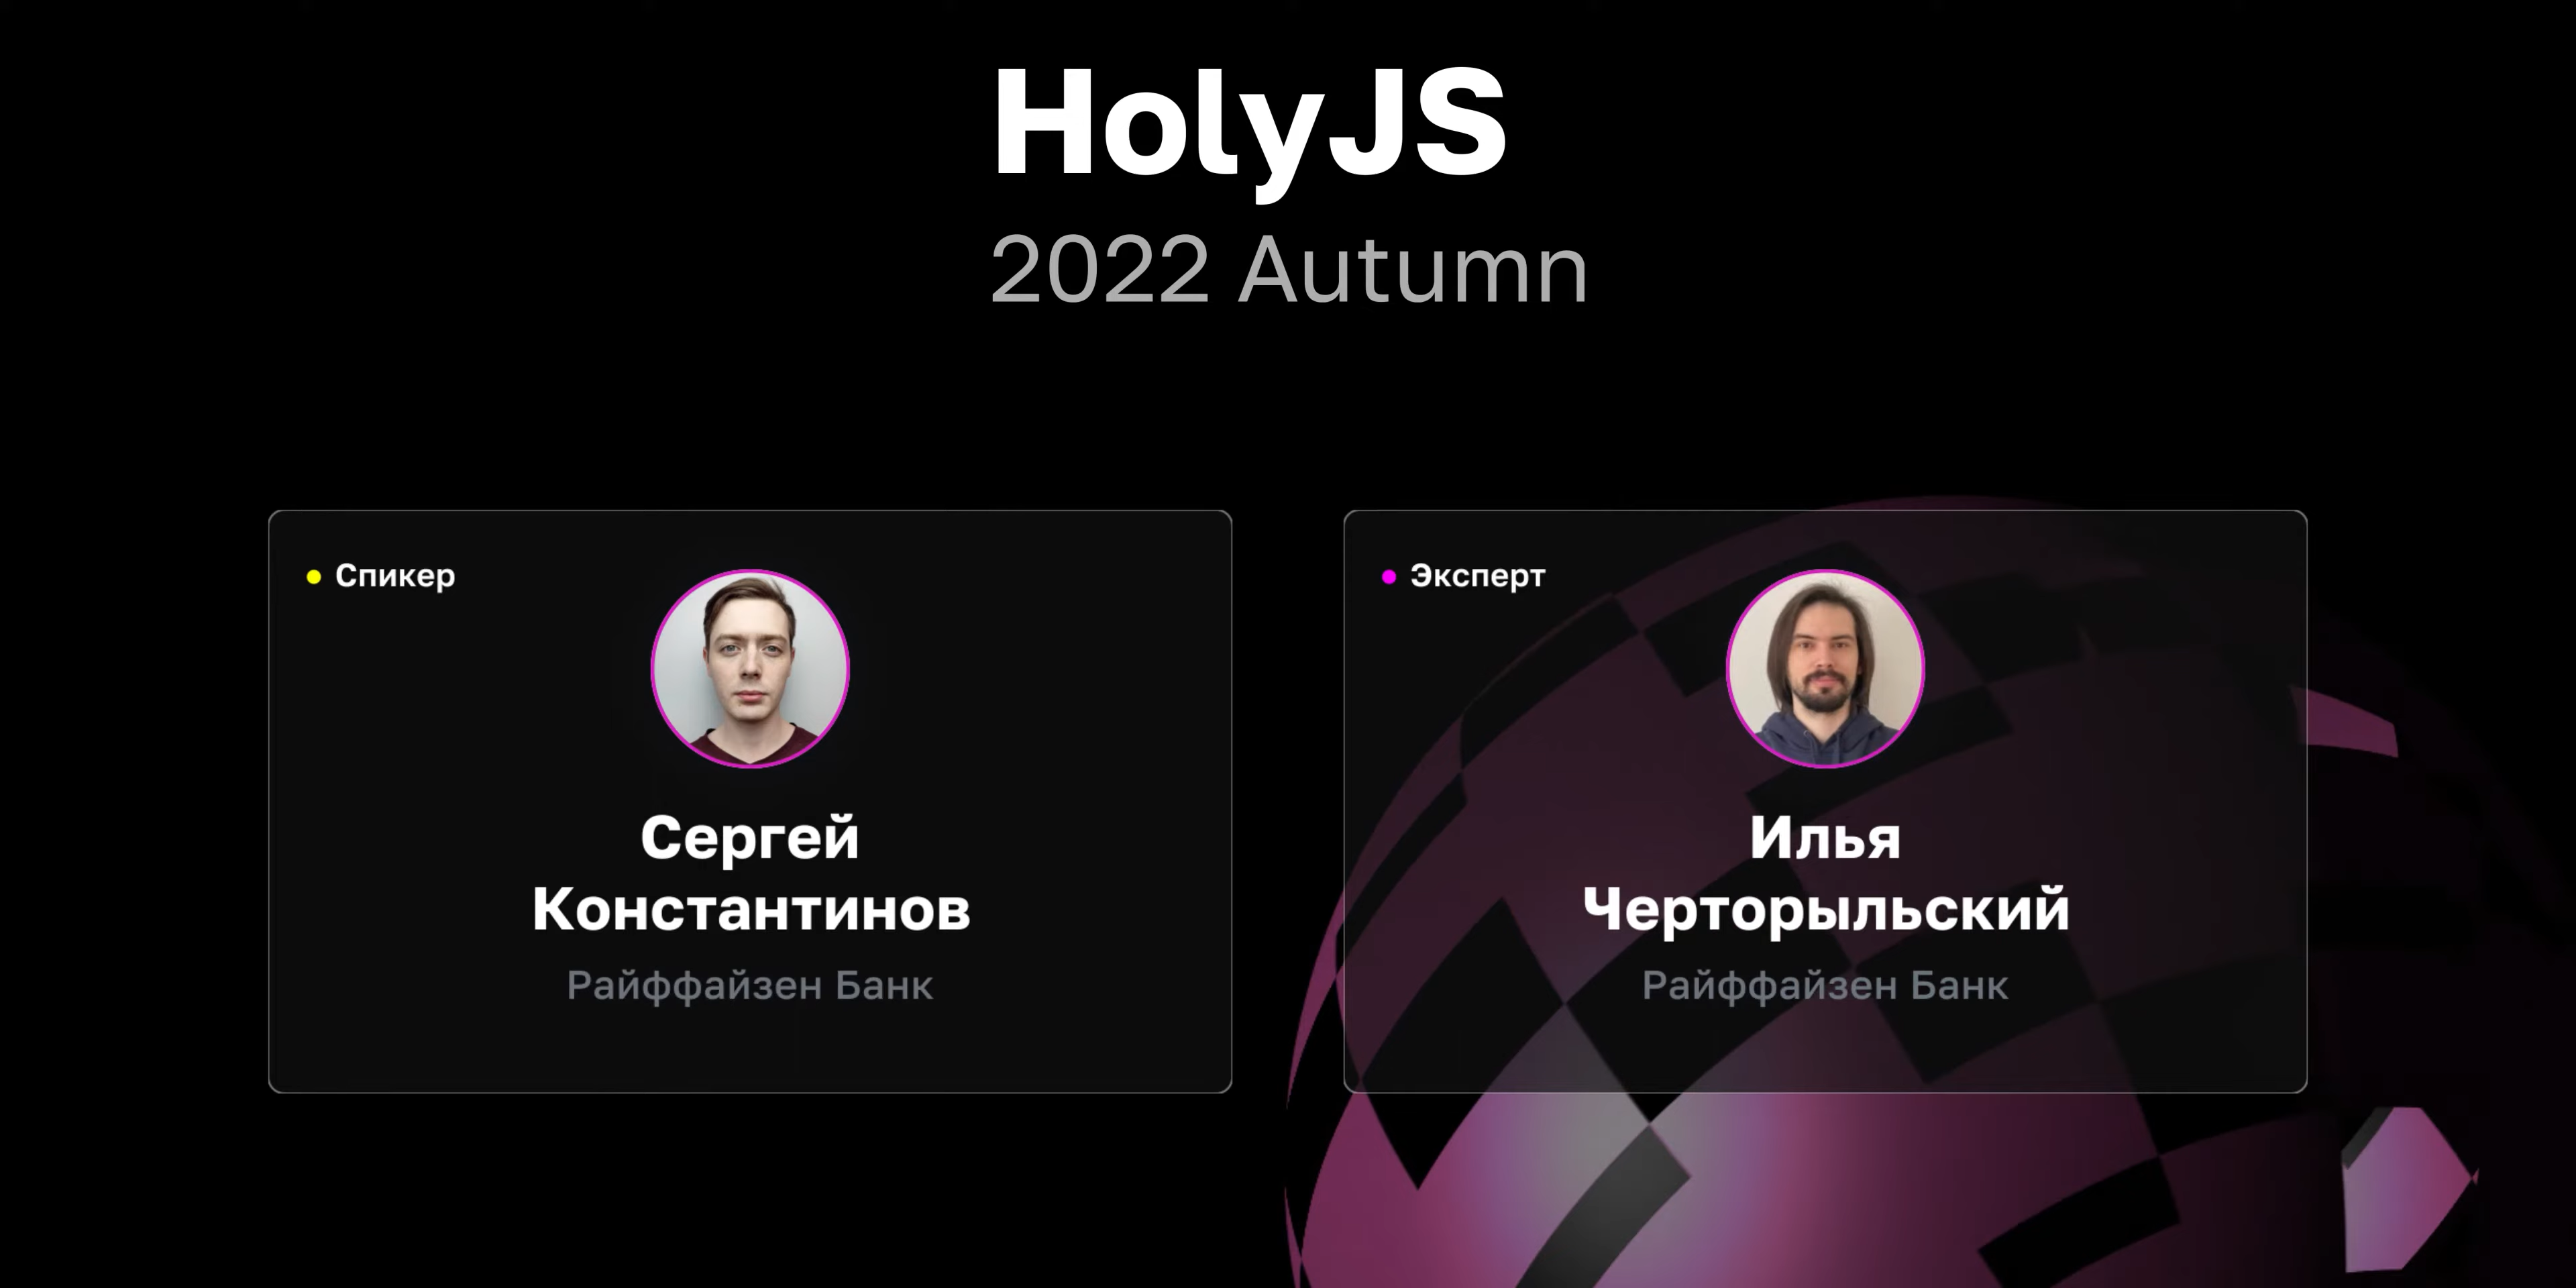 HolyJS
2022 Autumn
Спикер
Сергей
Константинов
Райффайзен Банк
Эксперт
Илья
Черторыльский
Райффайзен Банк